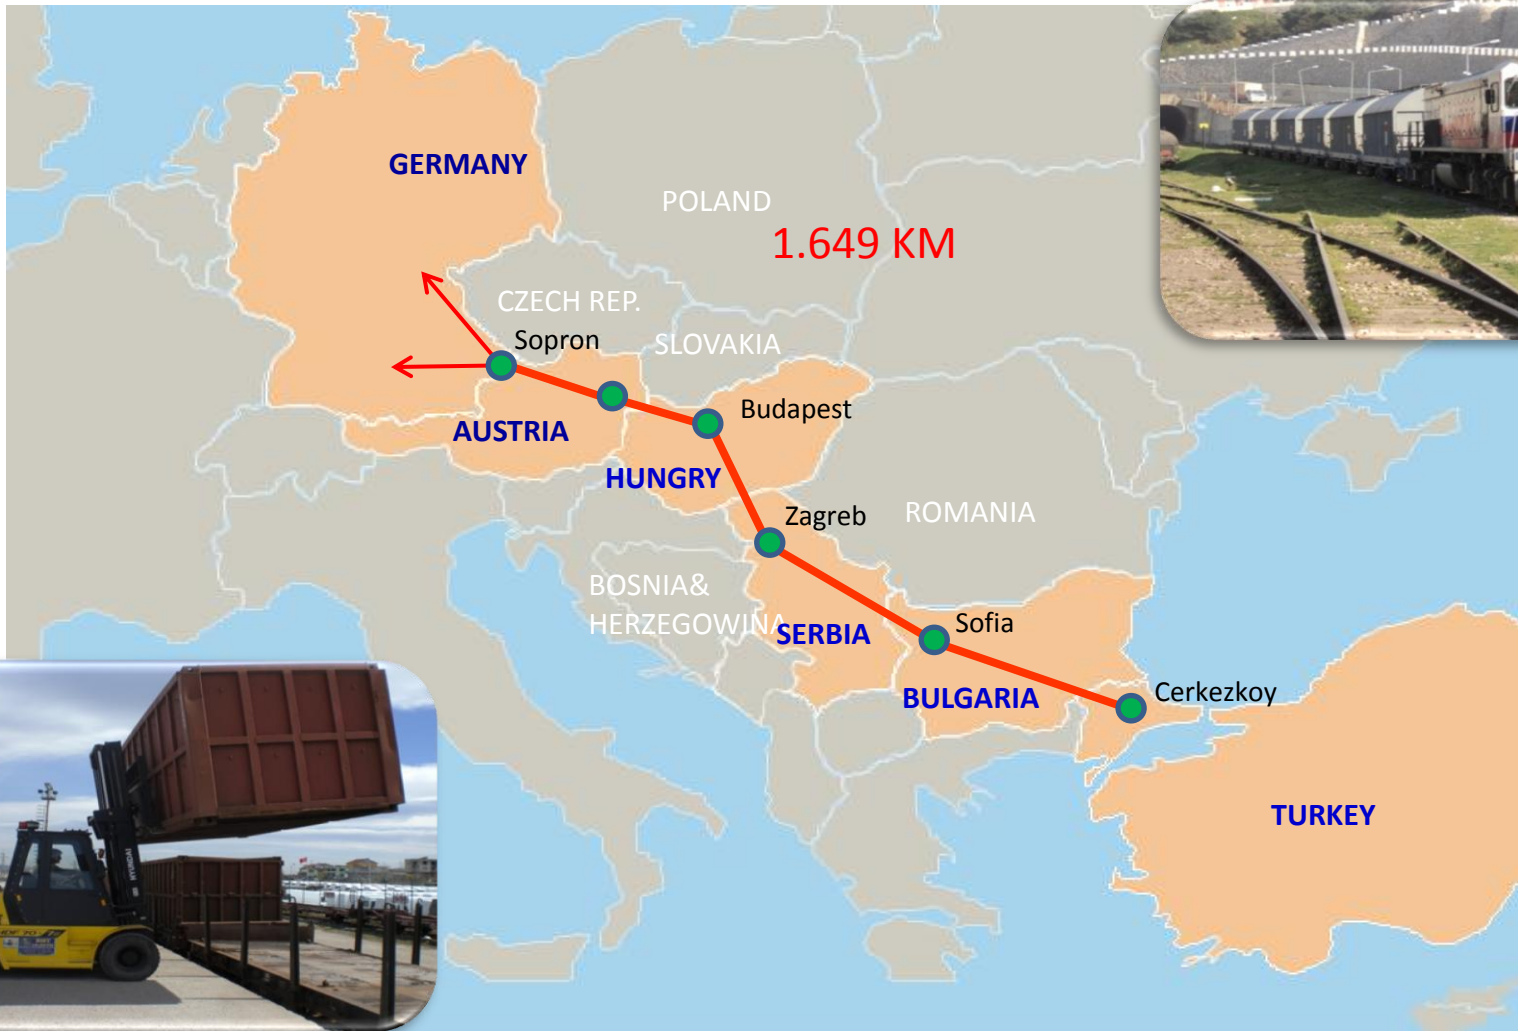 GERMANY
POLAND
1.649 KM
CZECH REP.
Sopron
SLOVAKIA
Budapest
AUSTRIA
HUNGRY
Zagreb
ROMANIA
BOSNIA&
HERZEGOWINA
SERBIA
Sofia
BULGARIA
Cerkezkoy
TURKEY
HYUNDAI